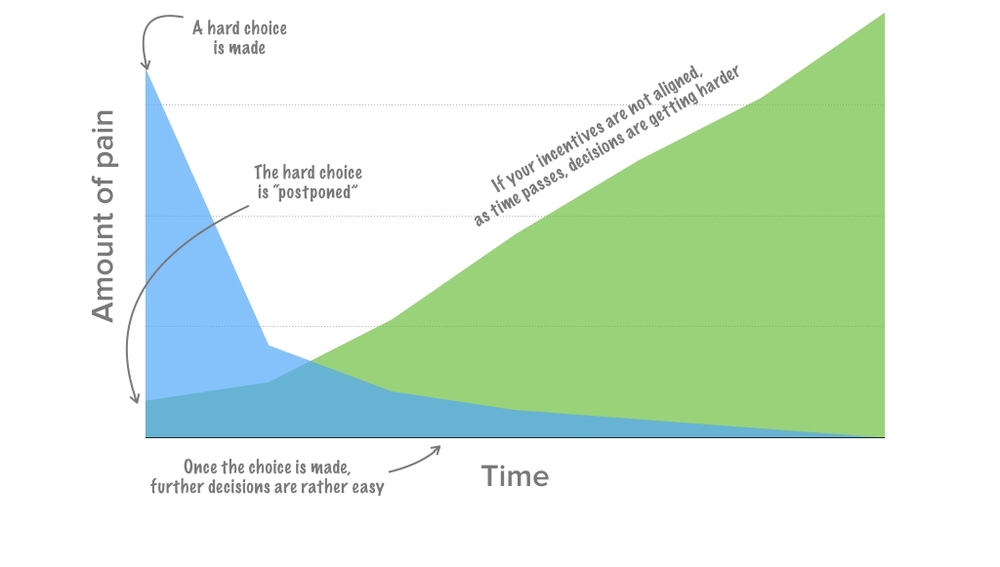 A hard choice
is made
If your incentives are not aligned,
as time passes, decisions are getting harder
Amount of pain
The hard choice
is "postponed"
Once the choice is made,
further decisions are rather easy
Time